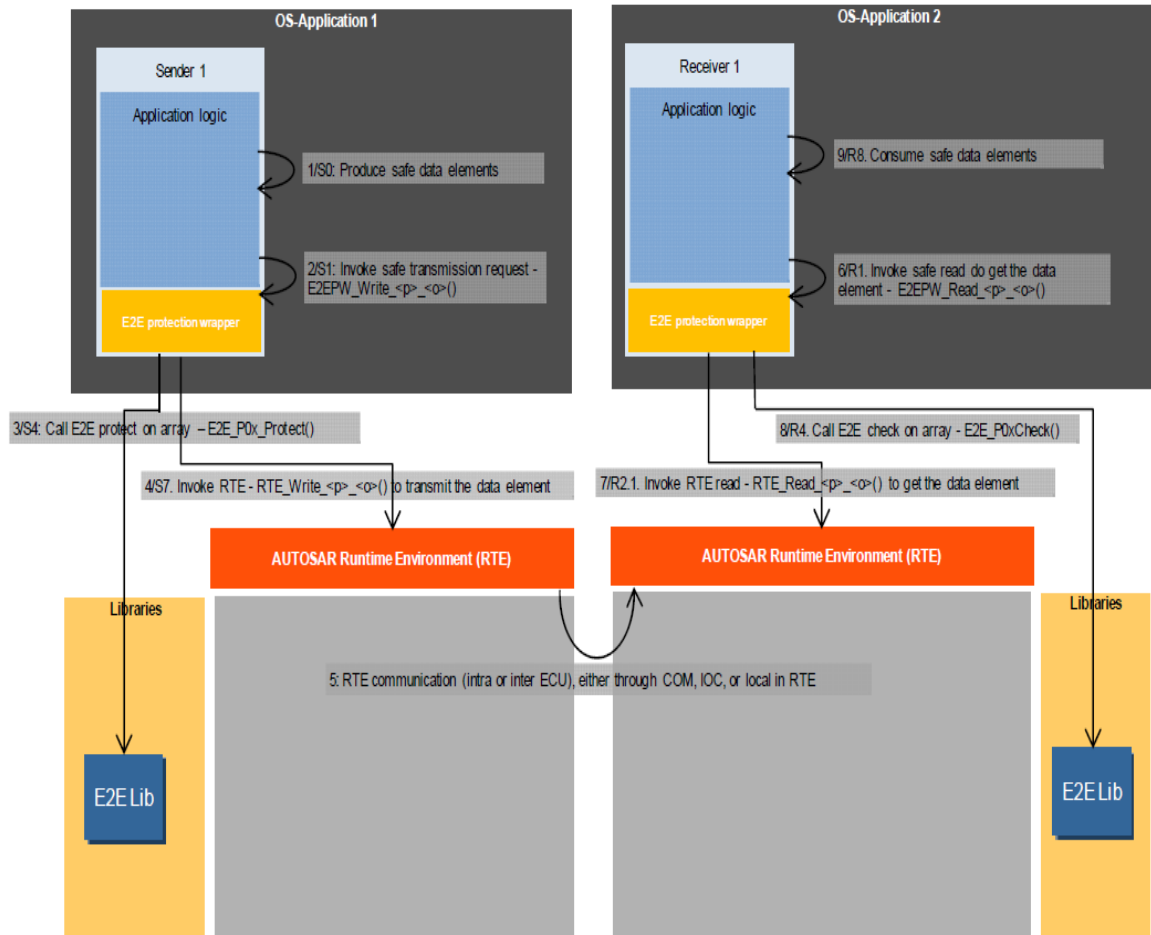 OS-Application 1
Sender 1
Application logic
1/S0: Produce safe data elements
2/S1: Invoke safe transmission request -
E2EPW_Write_<p>_<o>()
E2E protection wrapper
3/S4: Call E2E protect on array – E2E_P0x_Protect()
4/S7. Invoke RTE - RTE_Write_<p>_<o>() to transmit the data element
OS-Application 2
Receiver 1
Application logic
9/R8. Consume safe data elements
6/R1. Invoke safe read do get the data
element - E2EPW_Read_<p>_<o>()
E2E protection wrapper
8/R4. Call E2E check on array - E2E_P0xCheck()
7/R2.1. Invoke RTE read - RTE_Read_<p>_<o>() to get the data element
AUTOSAR Runtime Environment (RTE)
AUTOSAR Runtime Environment (RTE)
Libraries
Libraries
5: RTE communication (intra or inter ECU), either through COM, IOC, or local in RTE
E2E Lib
E2E Lib